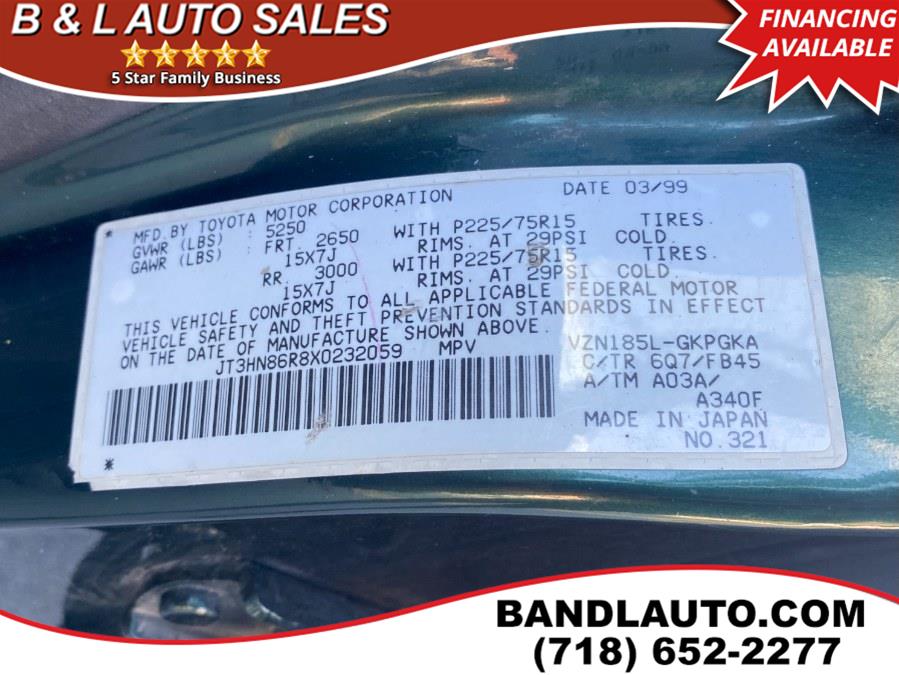 B & L AUTO SALES
5 Star Family Business
FINANCING
AVAILABLE
MFD. BY TOYOTA MOTOR CORPORATION DATE 03/99
GVWR (LBS) : 5250
GAWR (LBS) : FRT. 2650 WITH P225/75R15 TIRES.
15X7J RIMS. AT 29PSI COLD.
RR 3000 WITH P225/75R15 TIRES.
15X7J RIMS. AT 29PSI COLD.
THIS VEHICLE CONFORMS TO ALL APPLICABLE FEDERAL MOTOR
VEHICLE SAFETY AND THEFT PREVENTION STANDARDS IN EFFECT
ON THE DATE OF MANUFACTURE SHOWN ABOVE.
JT3HN86R8X0232059 MPV VZN185L-GKPGKA
C/TR 6Q7/FB45
A/TM A03A/
A340F
MADE IN JAPAN
NO.321
BANDLAUTO.COM
(718) 652-2277